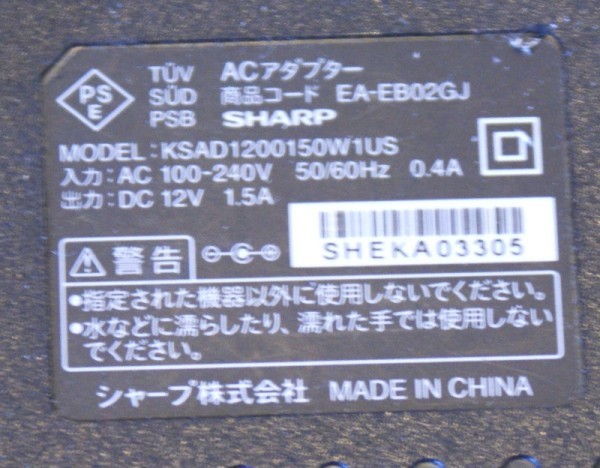 PS
E
TÜV ACアダプター
SÜD 商品コード EA-EB02GJ
PSB SHARP
MODEL:KSAD1200150W1US
入力:AC 100-240V 50/60Hz 0.4A
出力:DC 12V 1.5A
SHEKA03305
警告
•指定された機器以外に使用しないでください。
•水などに濡らしたり、濡れた手では使用しない
でください。
シャープ株式会社 MADE IN CHINA